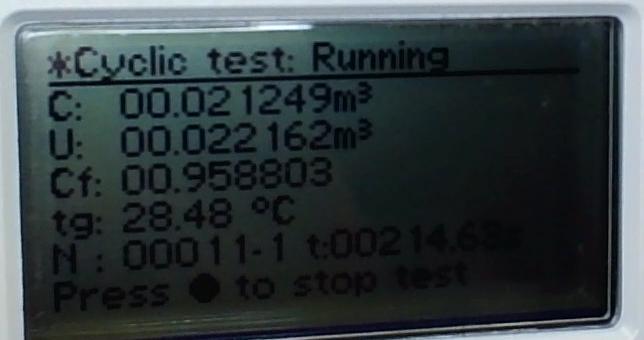 *Cyclic test: Running
C: 00.021249m³
U: 00.022162m³
Cf: 00.958803
tg: 28.48 °C
N : 00011-1 t:00214.68s
Press ● to stop test